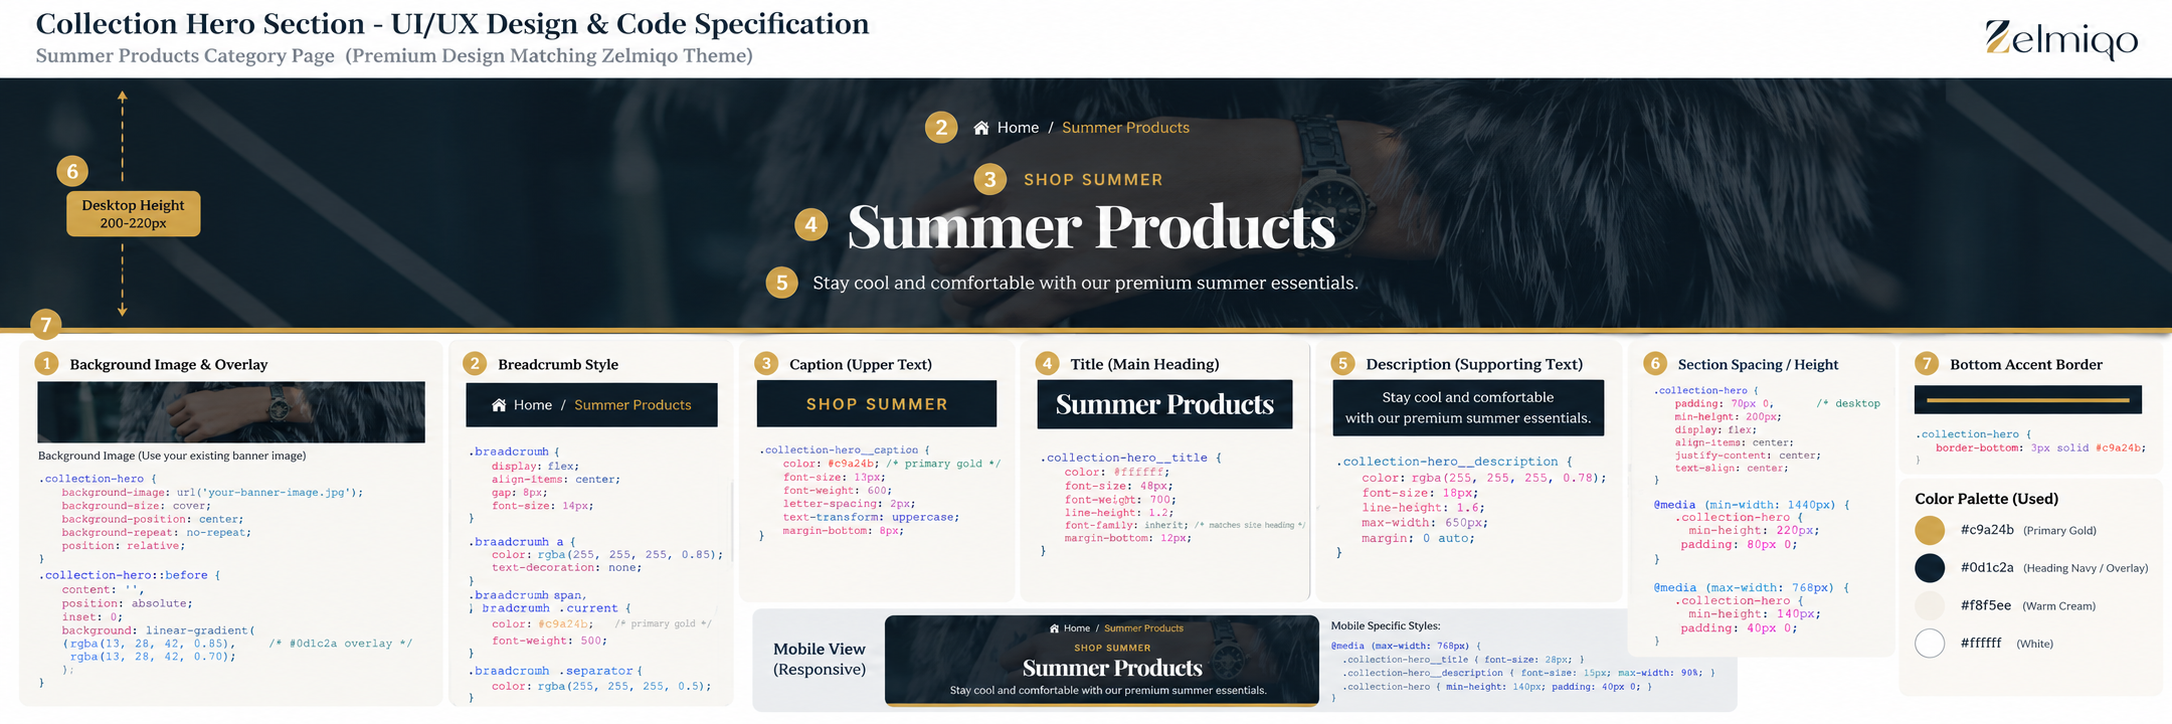 Collection Hero Section - UI/UX Design & Code Specification
Summer Products Category Page (Premium Design Matching Zelmiqo Theme)
Zelmiqo
2 Home / Summer Products
3 SHOP SUMMER
4 Summer Products
5 Stay cool and comfortable with our premium summer essentials.
6
Desktop Height
200-220px
7
1 Background Image & Overlay
Background Image (Use your existing banner image)
.collection-hero {
background-image: url('your-banner-image.jpg');
background-size: cover;
background-position: center;
background-repeat: no-repeat;
position: relative;
}
.collection-hero::before {
content: '',
position: absolute;
inset: 0;
background: linear-gradient(
(rgba(13, 28, 42, 0.85), /* #0d1c2a overlay */
rgba(13, 28, 42, 0.70);
);
}
2 Breadcrumb Style
Home / Summer Products
.breadcrumb {
display: flex;
align-items: center;
gap: 8px;
font-size: 14px;
}
.braadcrumb a {
color: rgba(255, 255, 255, 0.85);
text-decoration: none;
}
.braadcrumb span,
; bradcrumb .current {
color: #c9a24b; /* primary gold */
font-weight: 500;
}
.breadcrumb .separator {
color: rgba(255, 255, 255, 0.5);
}
3 Caption (Upper Text)
SHOP SUMMER
.collection-hero__caption {
color: #c9a24b; /* primary gold */
font-size: 13px;
font-weight: 600;
letter-spacing: 2px;
text-transform: uppercase;
margin-bottom: 8px;
}
4 Title (Main Heading)
Summer Products
.collection-hero__title {
color: #ffffff;
font-size: 48px;
font-weight: 700;
line-height: 1.2;
font-family: inherit; /* matches site heading */
margin-bottom: 12px;
}
5 Description (Supporting Text)
Stay cool and comfortable
with our premium summer essentials.
.collection-hero__description {
color: rgba(255, 255, 255, 0.78);
font-size: 18px;
line-height: 1.6;
max-width: 650px;
margin: 0 auto;
}
6 Section Spacing / Height
.collection-hero {
padding: 70px 0, /* desktop
min-height: 200px;
display: flex;
align-items: center;
justify-content: center;
text-align: center;
}
@media (min-width: 1440px) {
.collection-hero {
min-height: 220px;
padding: 80px 0;
}
@media (max-width: 768px) {
.collection-hero {
min-height: 140px;
padding: 40px 0;
}
7 Bottom Accent Border
.collection-hero {
border-bottom: 3px solid #c9a24b;
}
Color Palette (Used)
#c9a24b (Primary Gold)
#0d1c2a (Heading Navy / Overlay)
#f8f5ee (Warm Cream)
#ffffff (White)
Mobile View
(Responsive)
Home / Summer Products
SHOP SUMMER
Summer Products
Stay cool and comfortable with our premium summer essentials.
Mobile Specific Styles:
@media (max-width: 768px) {
.collection-hero__title { font-size: 28px; }
.collection-hero__description { font-size: 15px; max-width: 90%; }
.collection-hero { min-height: 140px; padding: 40px 0; }
}